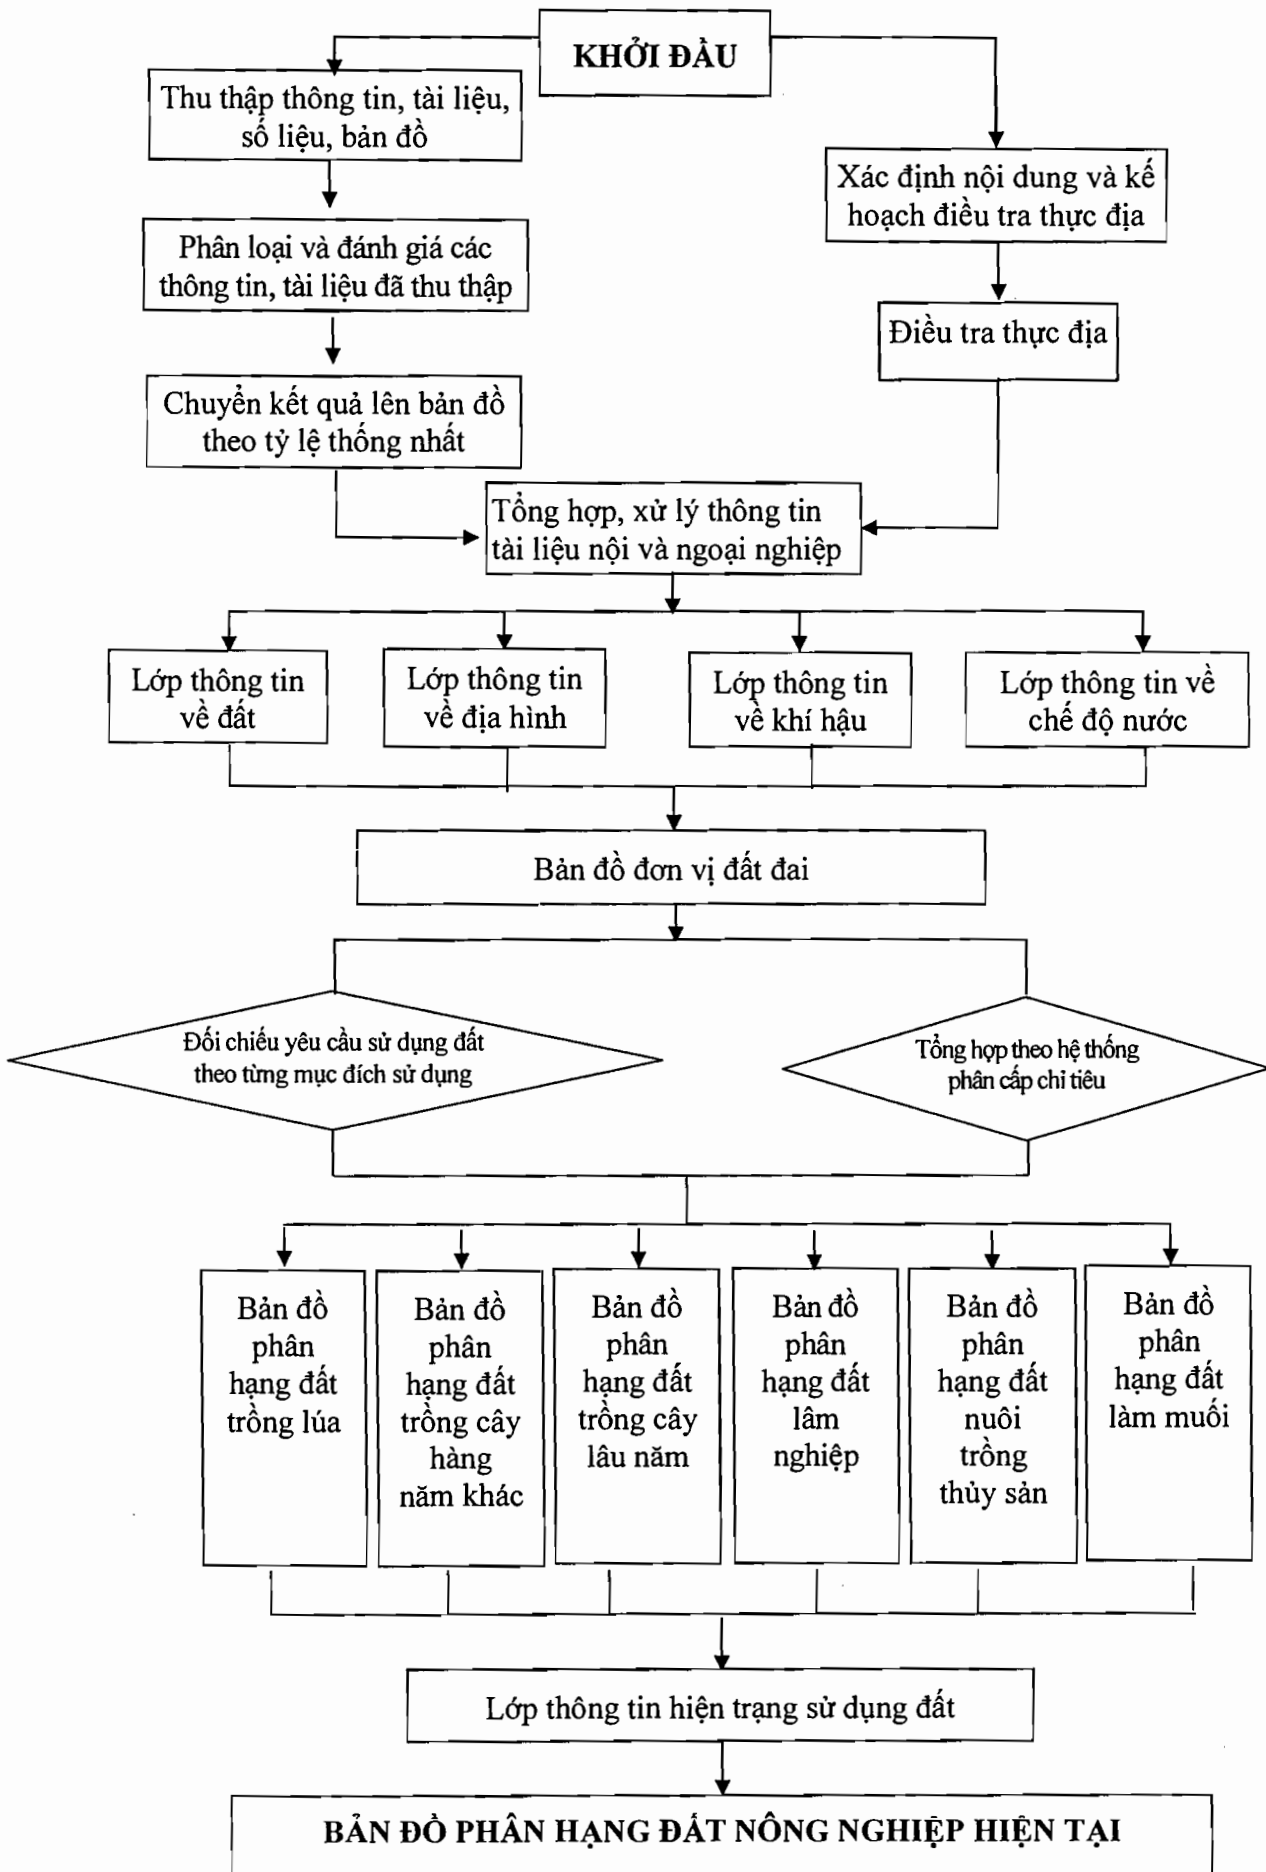 KHỞI ĐẦU
Thu thập thông tin, tài liệu,
số liệu, bản đồ
Xác định nội dung và kế
hoạch điều tra thực địa
Phân loại và đánh giá các
thông tin, tài liệu đã thu thập
Điều tra thực địa
Chuyển kết quả lên bản đồ
theo tỷ lệ thống nhất
Tổng hợp, xử lý thông tin
tài liệu nội và ngoại nghiệp
Lớp thông tin
về đất
Lớp thông tin
về địa hình
Lớp thông tin
về khí hậu
Lớp thông tin về
chế độ nước
Bản đồ đơn vị đất đai
Đối chiếu yêu cầu sử dụng đất
theo từng mục đích sử dụng
Tổng hợp theo hệ thống
phân cấp chỉ tiêu
Bản đồ
phân
hạng đất
trồng lúa
Bản đồ
phân
hạng đất
trồng cây
hàng
năm khác
Bản đồ
phân
hạng đất
trồng cây
lâu năm
Bản đồ
phân
hạng đất
lâm
nghiệp
Bản đồ
phân
hạng đất
nuôi
trồng
thủy sản
Bản đồ
phân
hạng đất
làm muối
Lớp thông tin hiện trạng sử dụng đất
BẢN ĐỒ PHÂN HẠNG ĐẤT NÔNG NGHIỆP HIỆN TẠI